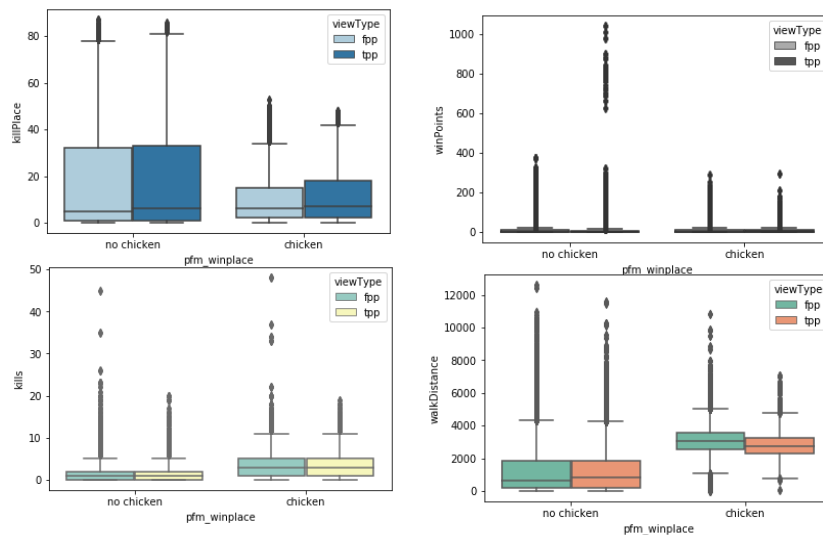 80
60
40
20
0
killPlace
viewType
fpp
tpp
no chicken
chicken
pfm_winplace
1000
800
600
400
200
0
winPoints
viewType
fpp
tpp
no chicken
chicken
pfm_winplace
50
40
30
20
10
0
kills
viewType
fpp
tpp
no chicken
chicken
pfm_winplace
12000
10000
8000
6000
4000
2000
0
walkDistance
viewType
fpp
tpp
no chicken
chicken
pfm_winplace